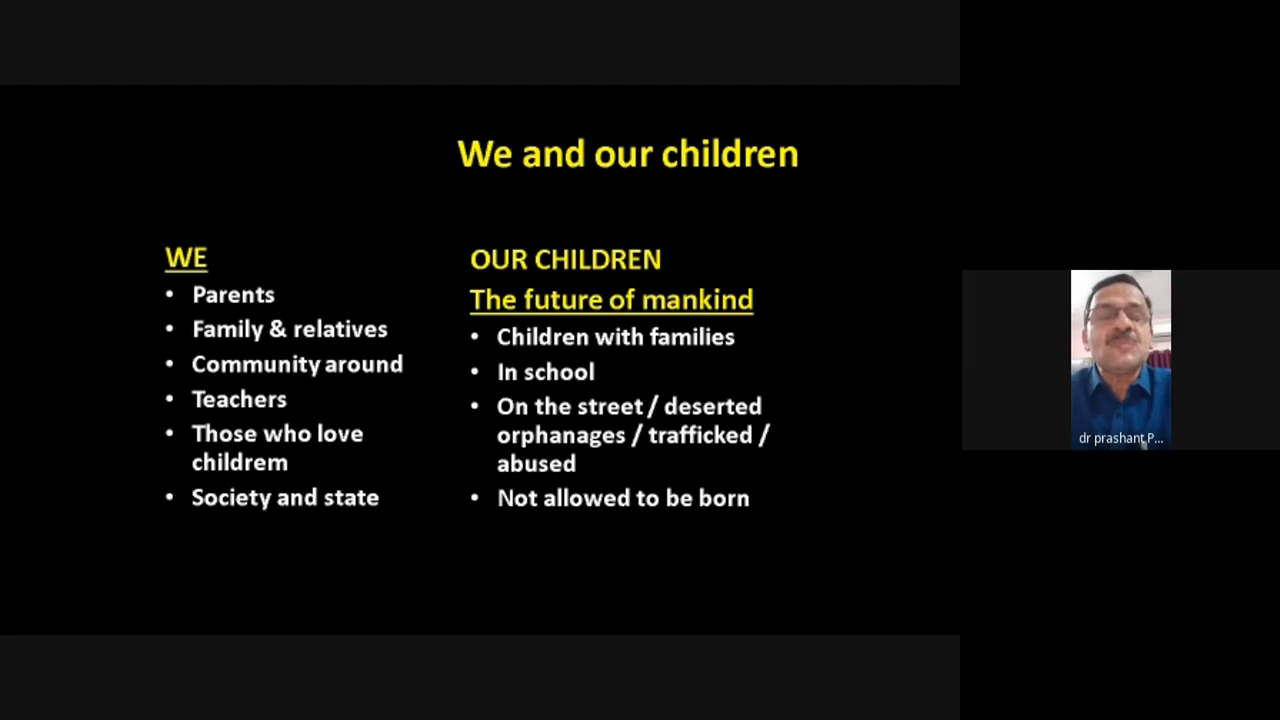 We and our children
WE
• Parents
• Family & relatives
• Community around
• Teachers
• Those who love
childrem
• Society and state
OUR CHILDREN
The future of mankind
• Children with families
• In school
• On the street / deserted
orphanages / trafficked /
abused
• Not allowed to be born
dr prashant P...